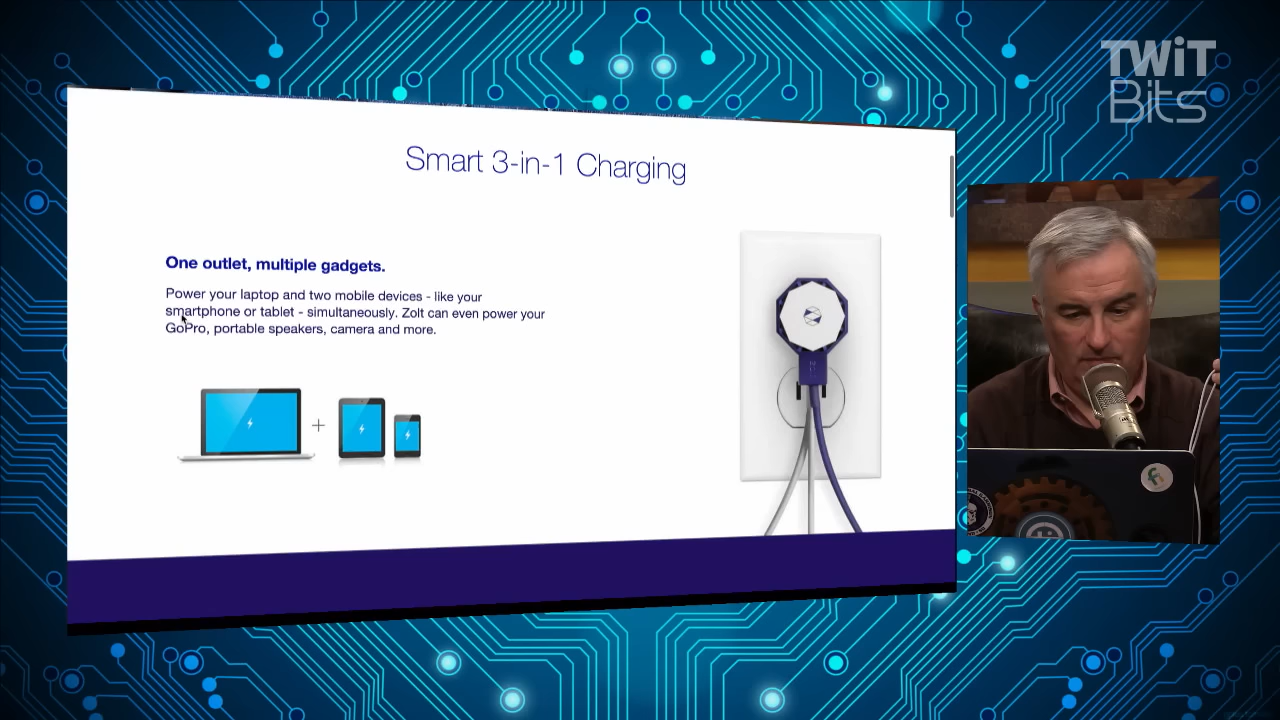 TWiT
Bits
Smart 3-in-1 Charging
One outlet, multiple gadgets.
Power your laptop and two mobile devices - like your
smartphone or tablet - simultaneously. Zolt can even power your
GoPro, portable speakers, camera and more.